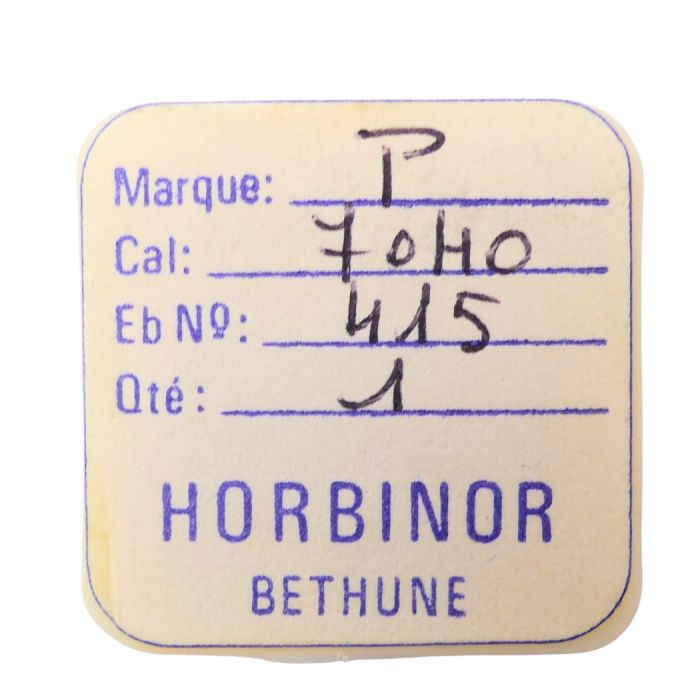 Marque: P
Cal: 7040
Eb Nº: 415
Qté: 1
HORBINOR
BETHUNE